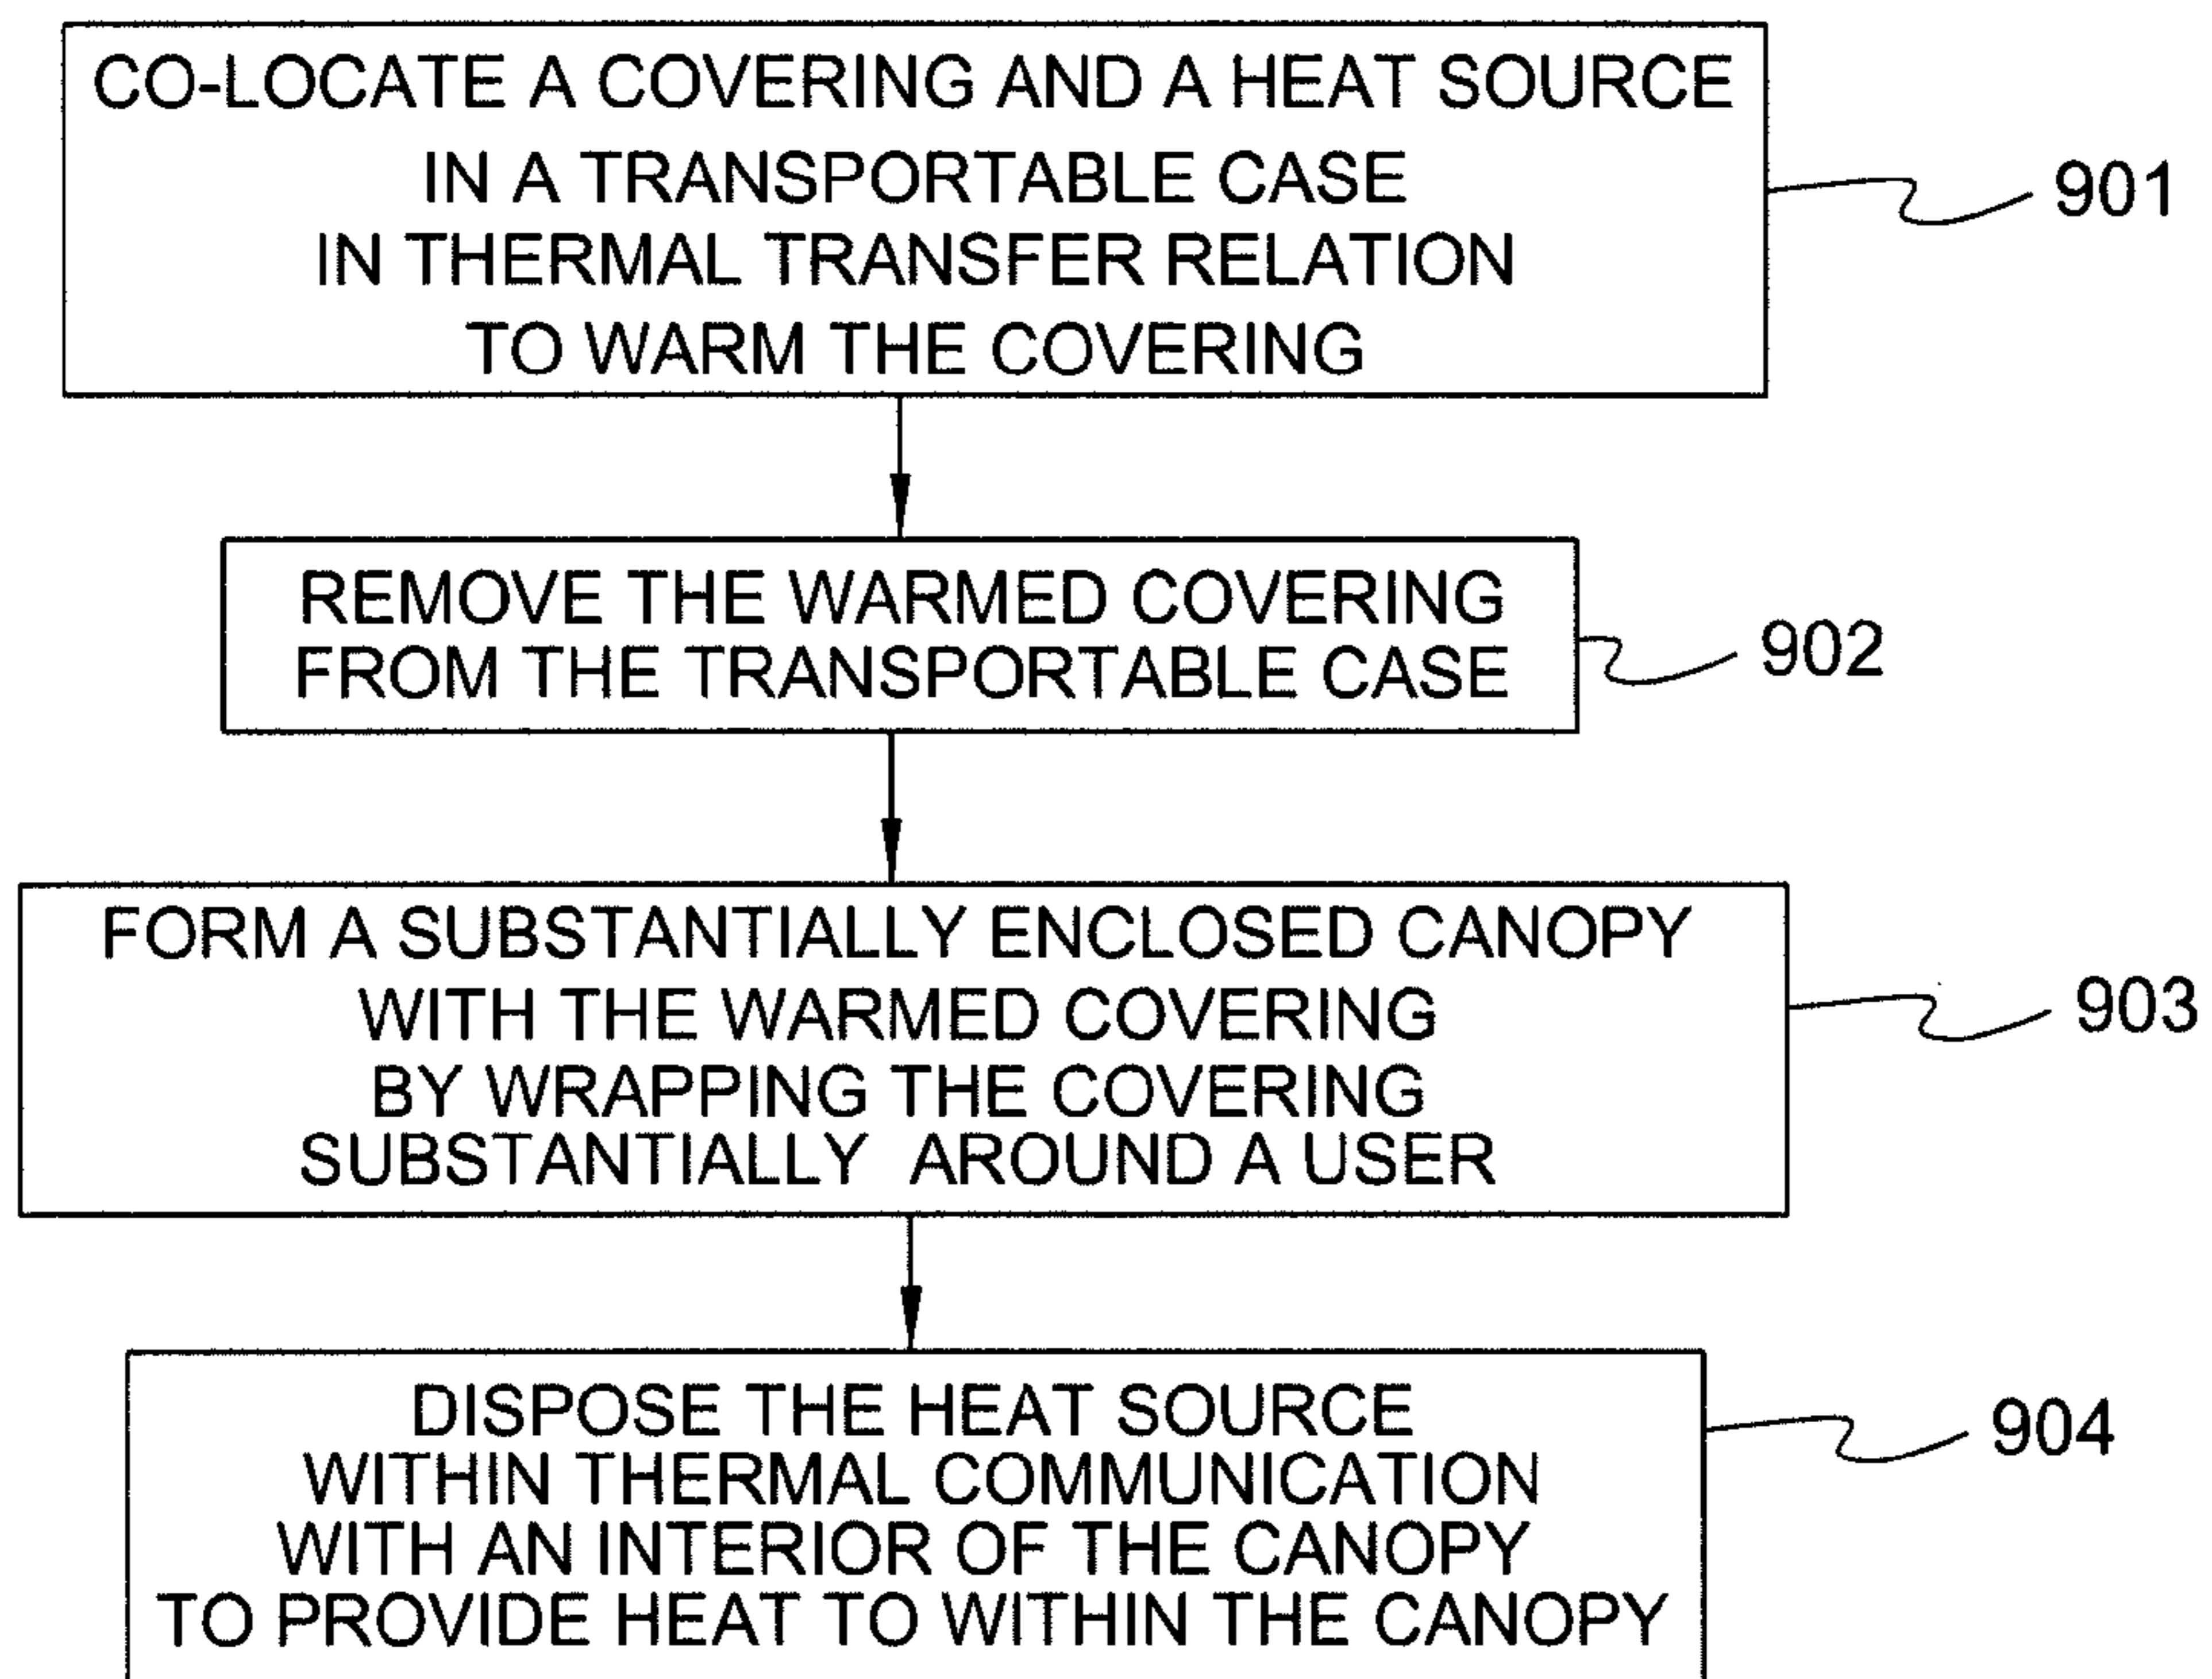 CO-LOCATE A COVERING AND A HEAT SOURCE
IN A TRANSPORTABLE CASE
IN THERMAL TRANSFER RELATION
TO WARM THE COVERING
901
REMOVE THE WARMED COVERING
FROM THE TRANSPORTABLE CASE
902
FORM A SUBSTANTIALLY ENCLOSED CANOPY
WITH THE WARMED COVERING
BY WRAPPING THE COVERING
SUBSTANTIALLY AROUND A USER
903
DISPOSE THE HEAT SOURCE
WITHIN THERMAL COMMUNICATION
WITH AN INTERIOR OF THE CANOPY
TO PROVIDE HEAT TO WITHIN THE CANOPY
904